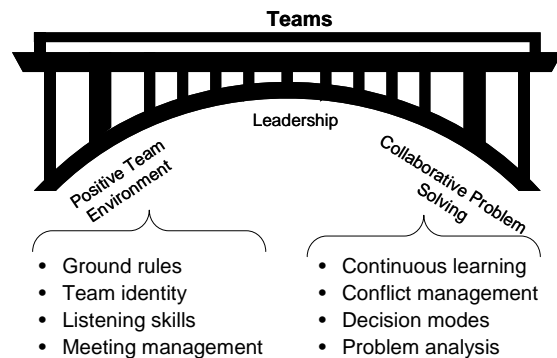 Teams
Leadership
Positive Team
Environment
Collaborative Problem
Solving
• Ground rules
• Team identity
• Listening skills
• Meeting management
• Continuous learning
• Conflict management
• Decision modes
• Problem analysis